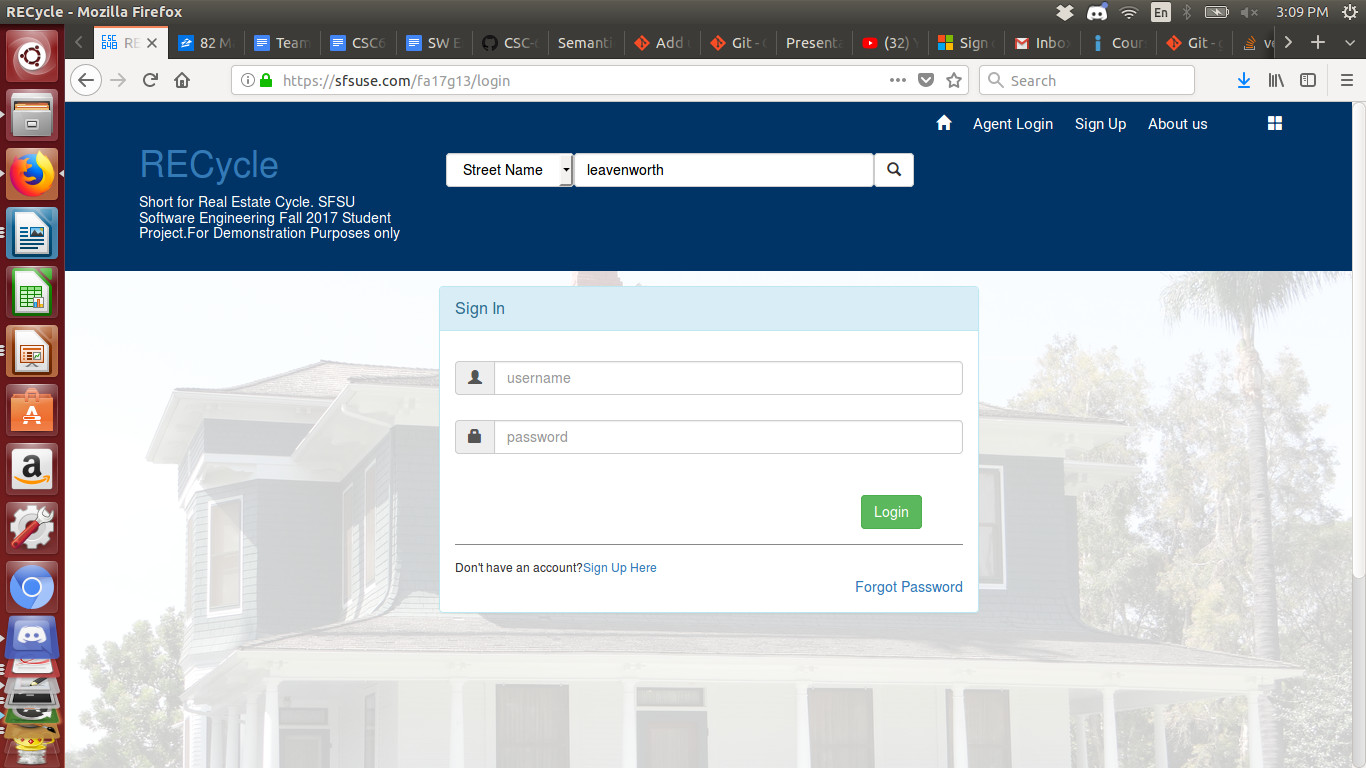 RECycle - Mozilla Firefox
En
3:09 PM
RE
82 M
Team
CSC6
SW E
CSC-
Semanti
Add
Git -
Presenta
(32)
Sign
Inbo
Cour
Git -
https://sfsuse.com/fa17g13/login
Search
Agent Login
Sign Up
About us
RECycle
Street Name
leavenworth
Short for Real Estate Cycle. SFSU
Software Engineering Fall 2017 Student
Project.For Demonstration Purposes only
Sign In
username
password
Login
Don't have an account?Sign Up Here
Forgot Password